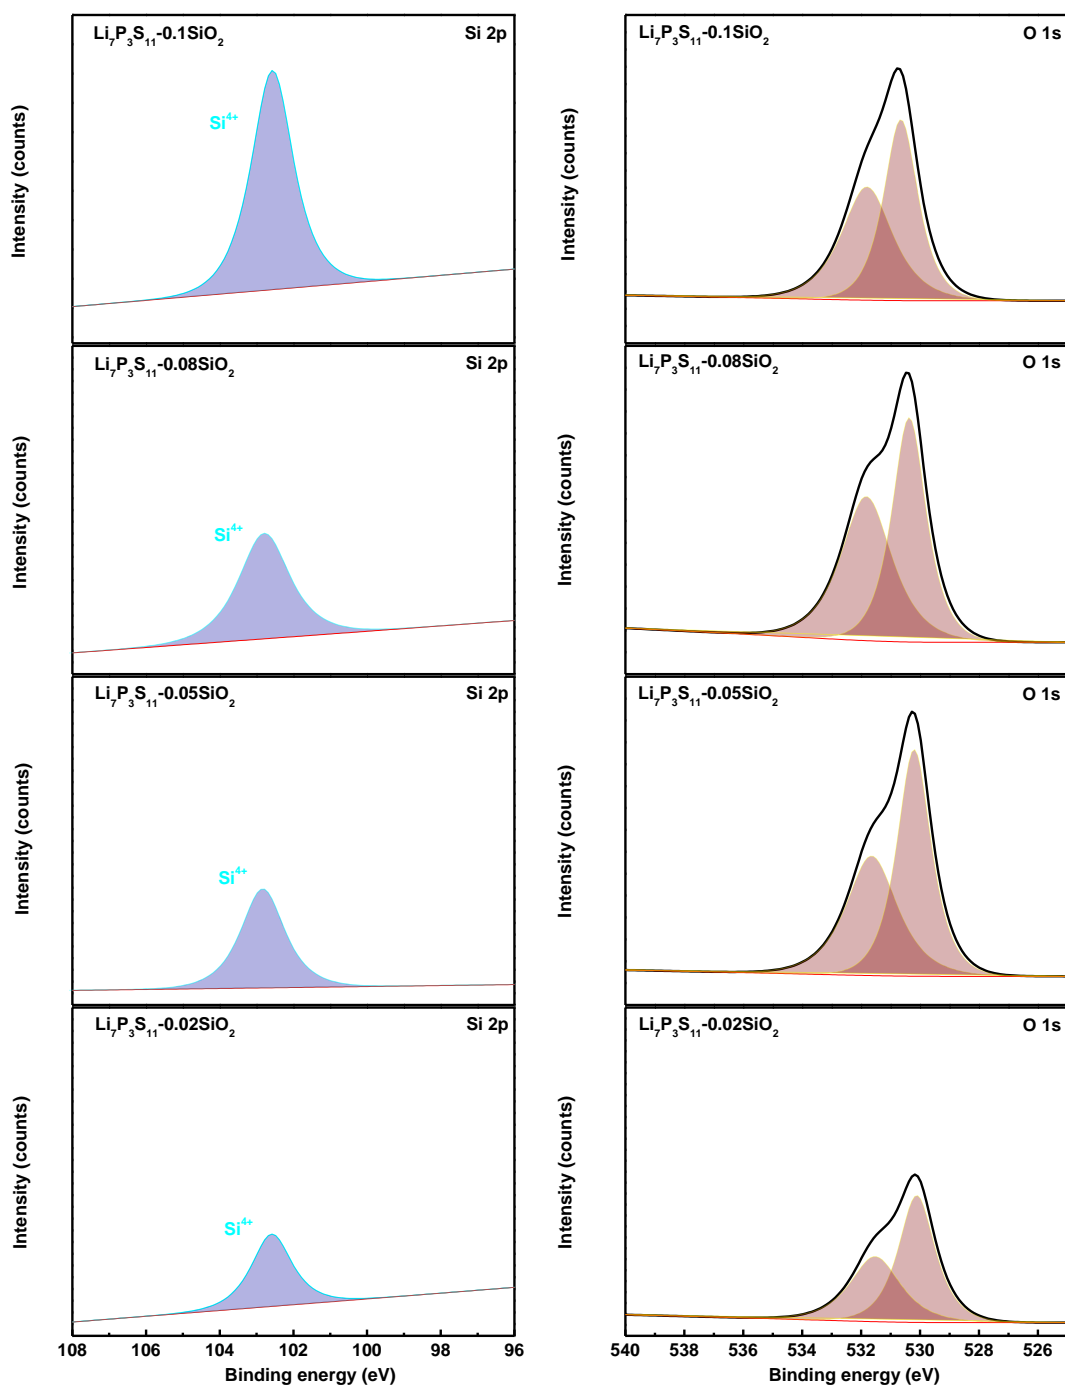 Li₇P₃S₁₁-0.1SiO₂ Si 2p
Si⁴⁺
Intensity (counts)
Li₇P₃S₁₁-0.1SiO₂ O 1s
Intensity (counts)
Li₇P₃S₁₁-0.08SiO₂ Si 2p
Si⁴⁺
Intensity (counts)
Li₇P₃S₁₁-0.08SiO₂ O 1s
Intensity (counts)
Li₇P₃S₁₁-0.05SiO₂ Si 2p
Si⁴⁺
Intensity (counts)
Li₇P₃S₁₁-0.05SiO₂ O 1s
Intensity (counts)
Li₇P₃S₁₁-0.02SiO₂ Si 2p
Si⁴⁺
Intensity (counts)
108 106 104 102 100 98 96
Binding energy (eV)
Li₇P₃S₁₁-0.02SiO₂ O 1s
Intensity (counts)
540 538 536 534 532 530 528 526
Binding energy (eV)